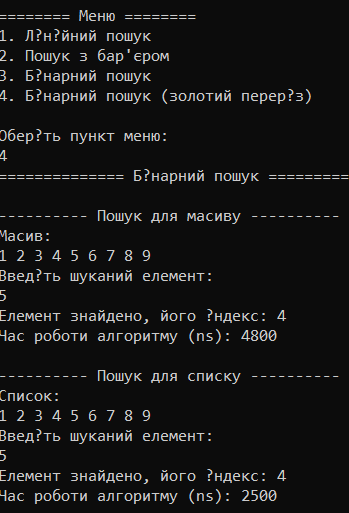 ======== Меню ========
1. Л?н?йний пошук
2. Пошук з бар'єром
3. Б?нарний пошук
4. Б?нарний пошук (золотий перер?з)
Обер?ть пункт меню:
4
============== Б?нарний пошук =========
---------- Пошук для масиву ----------
Масив:
1 2 3 4 5 6 7 8 9
Введ?ть шуканий елемент:
5
Елемент знайдено, його ?ндекс: 4
Час роботи алгоритму (ns): 4800
---------- Пошук для списку ----------
Список:
1 2 3 4 5 6 7 8 9
Введ?ть шуканий елемент:
5
Елемент знайдено, його ?ндекс: 4
Час роботи алгоритму (ns): 2500